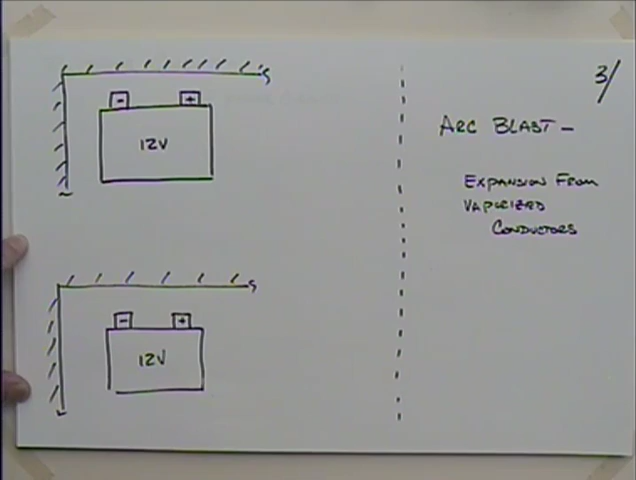 3/
- +
12V
ARC BLAST -
EXPANSION FROM
VAPORIZED
CONDUCTORS
- +
12V